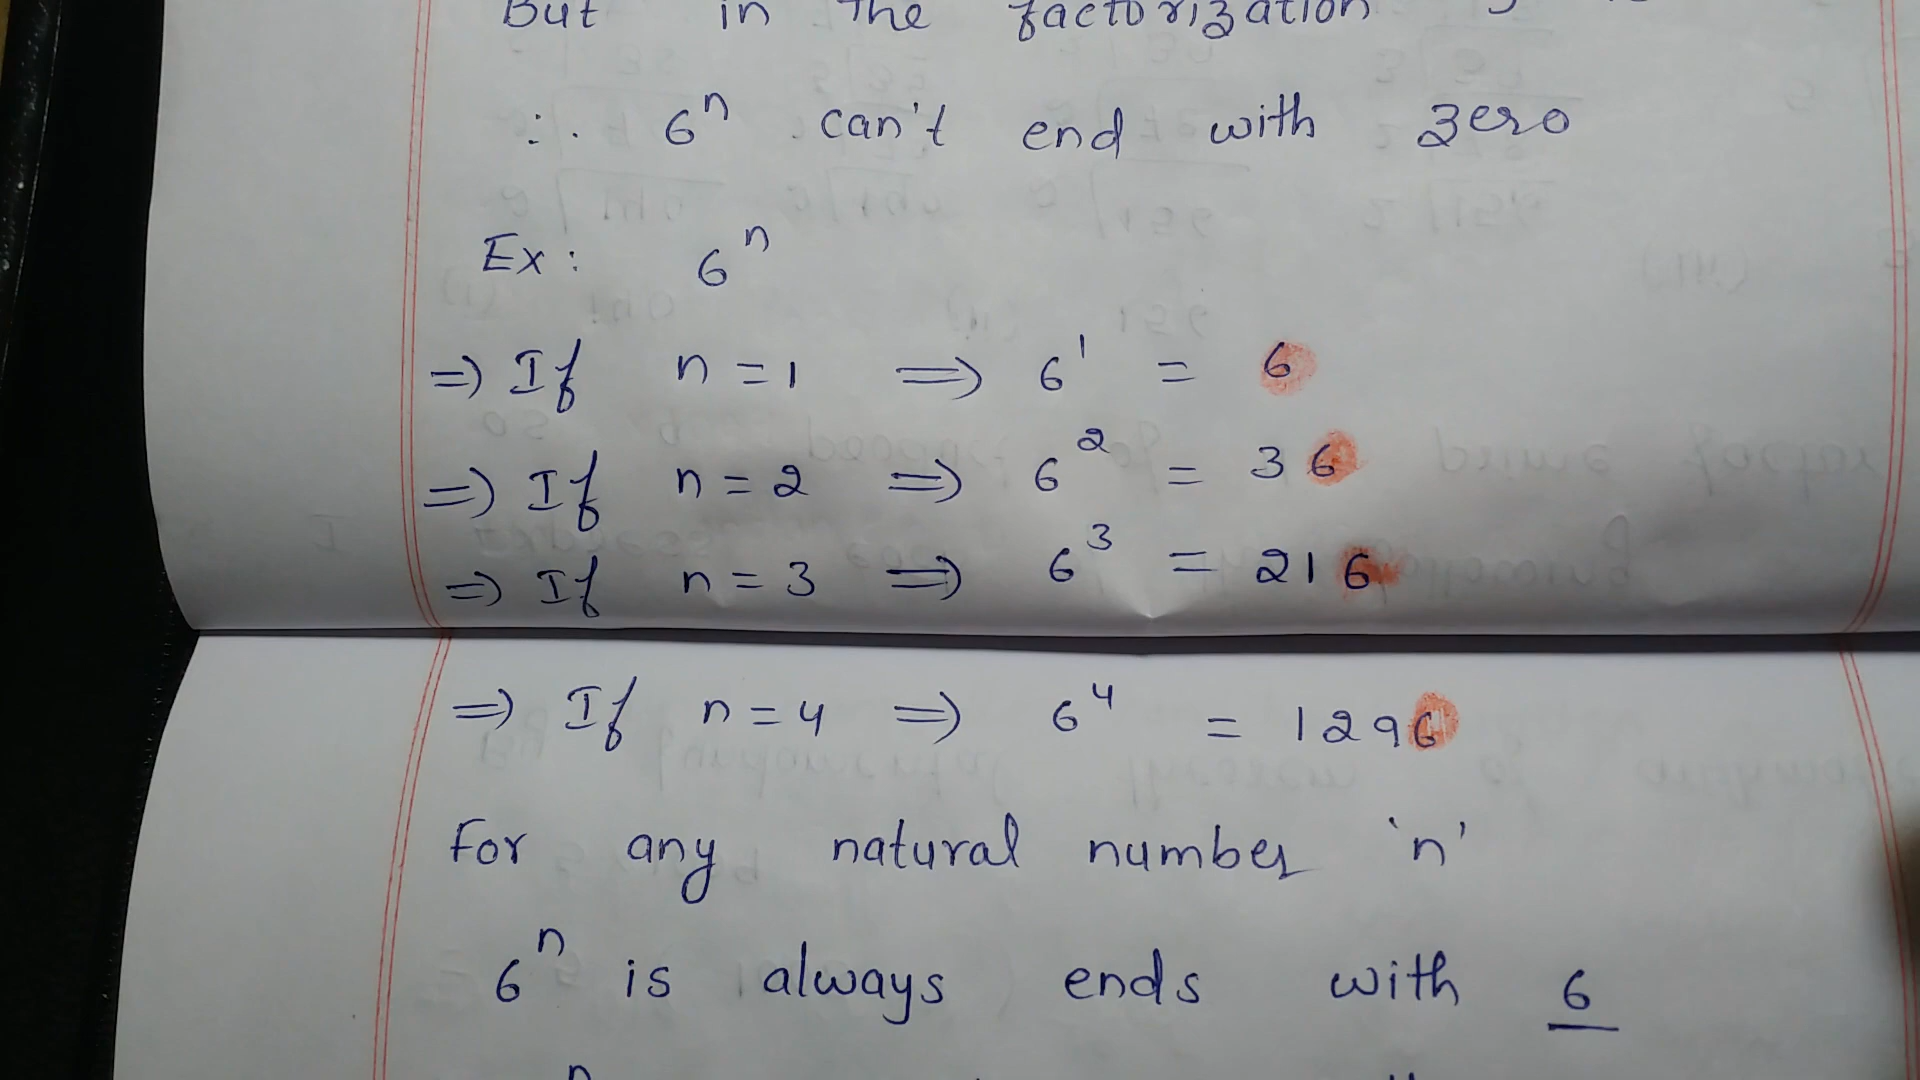 But in the factorization
∴ 6ⁿ can't end with zero
Ex: 6ⁿ
⇒ If n = 1 ⇒ 6¹ = 6
⇒ If n = 2 ⇒ 6² = 36
⇒ If n = 3 ⇒ 6³ = 216
⇒ If n = 4 ⇒ 6⁴ = 1296
For any natural number 'n'
6ⁿ is always ends with 6